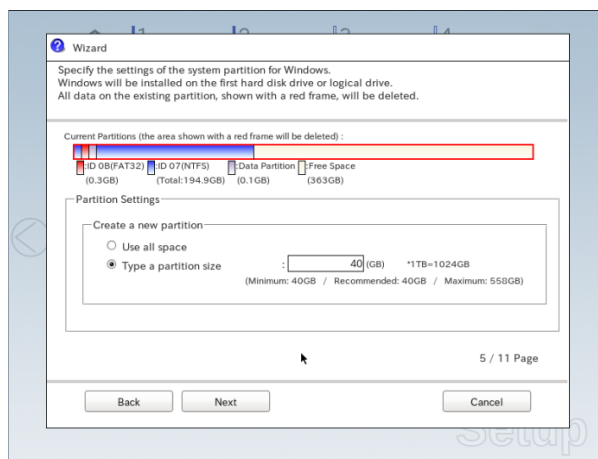 1 2 3 4
Wizard
Specify the settings of the system partition for Windows.
Windows will be installed on the first hard disk drive or logical drive.
All data on the existing partition, shown with a red frame, will be deleted.
Current Partitions (the area shown with a red frame will be deleted) :
:ID 0B(FAT32) :ID 07(NTFS) :Data Partition :Free Space
(0.3GB) (Total:194.9GB) (0.1GB) (363GB)
Partition Settings
Create a new partition
Use all space
Type a partition size : 40 (GB) *1TB=1024GB
(Minimum: 40GB / Recommended: 40GB / Maximum: 558GB)
5 / 11 Page
Back Next Cancel
Setup